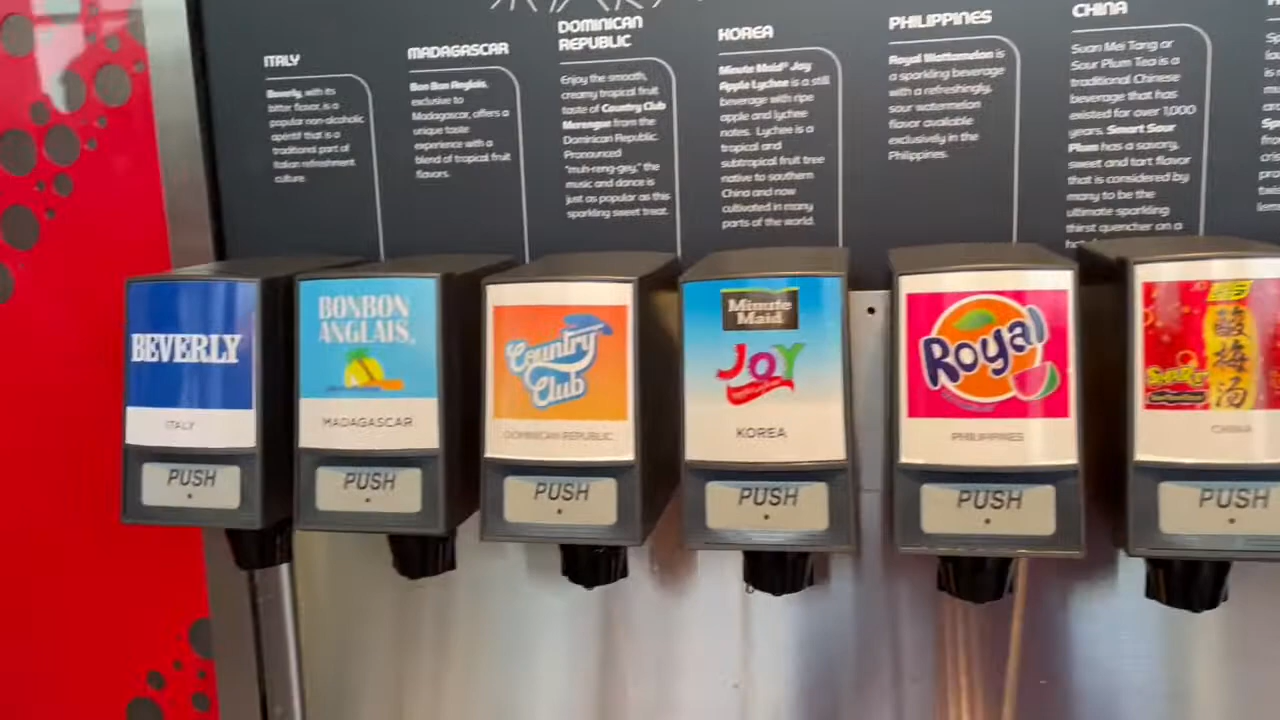 ITALY
Beverly, with its
bitter flavor, is a
popular non-alcoholic
apéritif that is a
traditional part of
Italian refreshment
culture.
MADAGASCAR
Bon Bon Anglais,
exclusive to
Madagascar, offers a
unique taste
experience with a
blend of tropical fruit
flavors.
DOMINICAN
REPUBLIC
Enjoy the smooth,
creamy tropical fruit
taste of Country Club
Merengue from the
Dominican Republic.
Pronounced
"muh-reng-gey," the
music and dance is
just as popular as this
sparkling sweet treat.
KOREA
Minute Maid® Joy
Apple Lychee is a still
beverage with ripe
apple and lychee
notes. Lychee is a
tropical and
subtropical fruit tree
native to southern
China and now
cultivated in many
parts of the world.
PHILIPPINES
Royal Wattamelon is
a sparkling beverage
with a refreshingly,
sour watermelon
flavor available
exclusively in the
Philippines.
CHINA
Suan Mei Tang or
Sour Plum Tea is a
traditional Chinese
beverage that has
existed for over 1,000
years. Smart Sour
Plum has a savory,
sweet and tart flavor
that is considered by
many to be the
ultimate sparkling
thirst quencher on a
BEVERLY
ITALY
PUSH
BONBON
ANGLAIS
MADAGASCAR
PUSH
Country
Club
DOMINICAN REPUBLIC
PUSH
Minute
Maid
JOY
KOREA
PUSH
Royal
PHILIPPINES
PUSH
酸梅汤
CHINA
PUSH